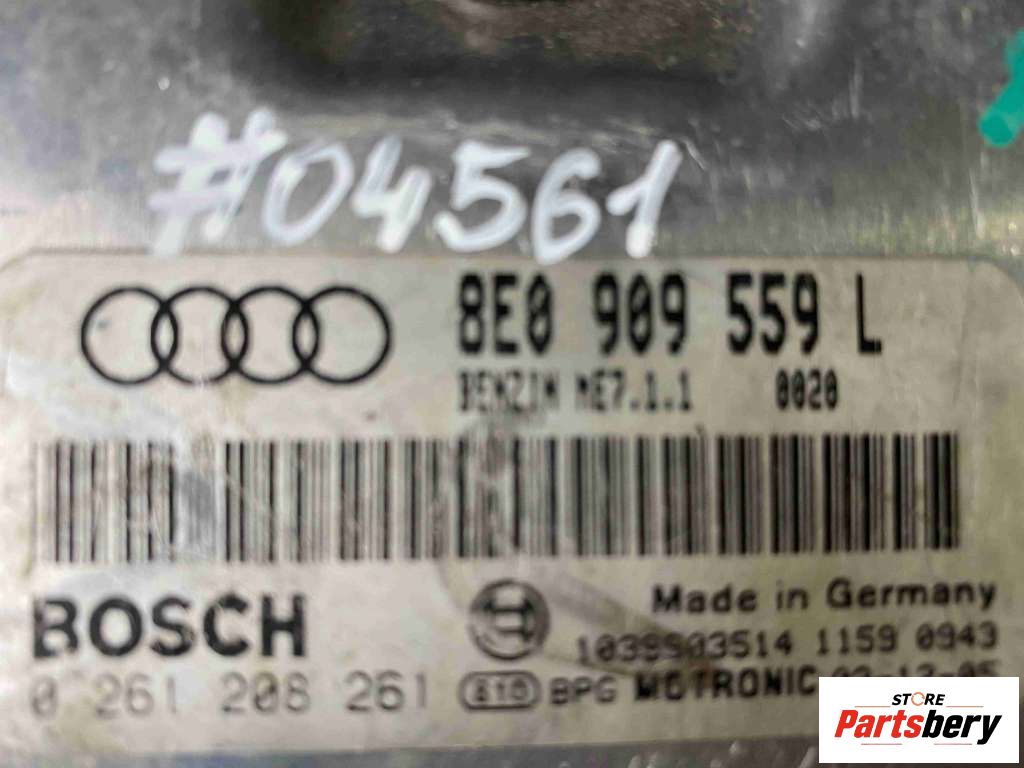 #04561
8E0 909 559 L
BENZIN ME7.1.1 0020
BOSCH
Made in Germany
1039S03514 1159 0943
0 261 208 261 BPG MOTRONIC
STORE
Partsbery